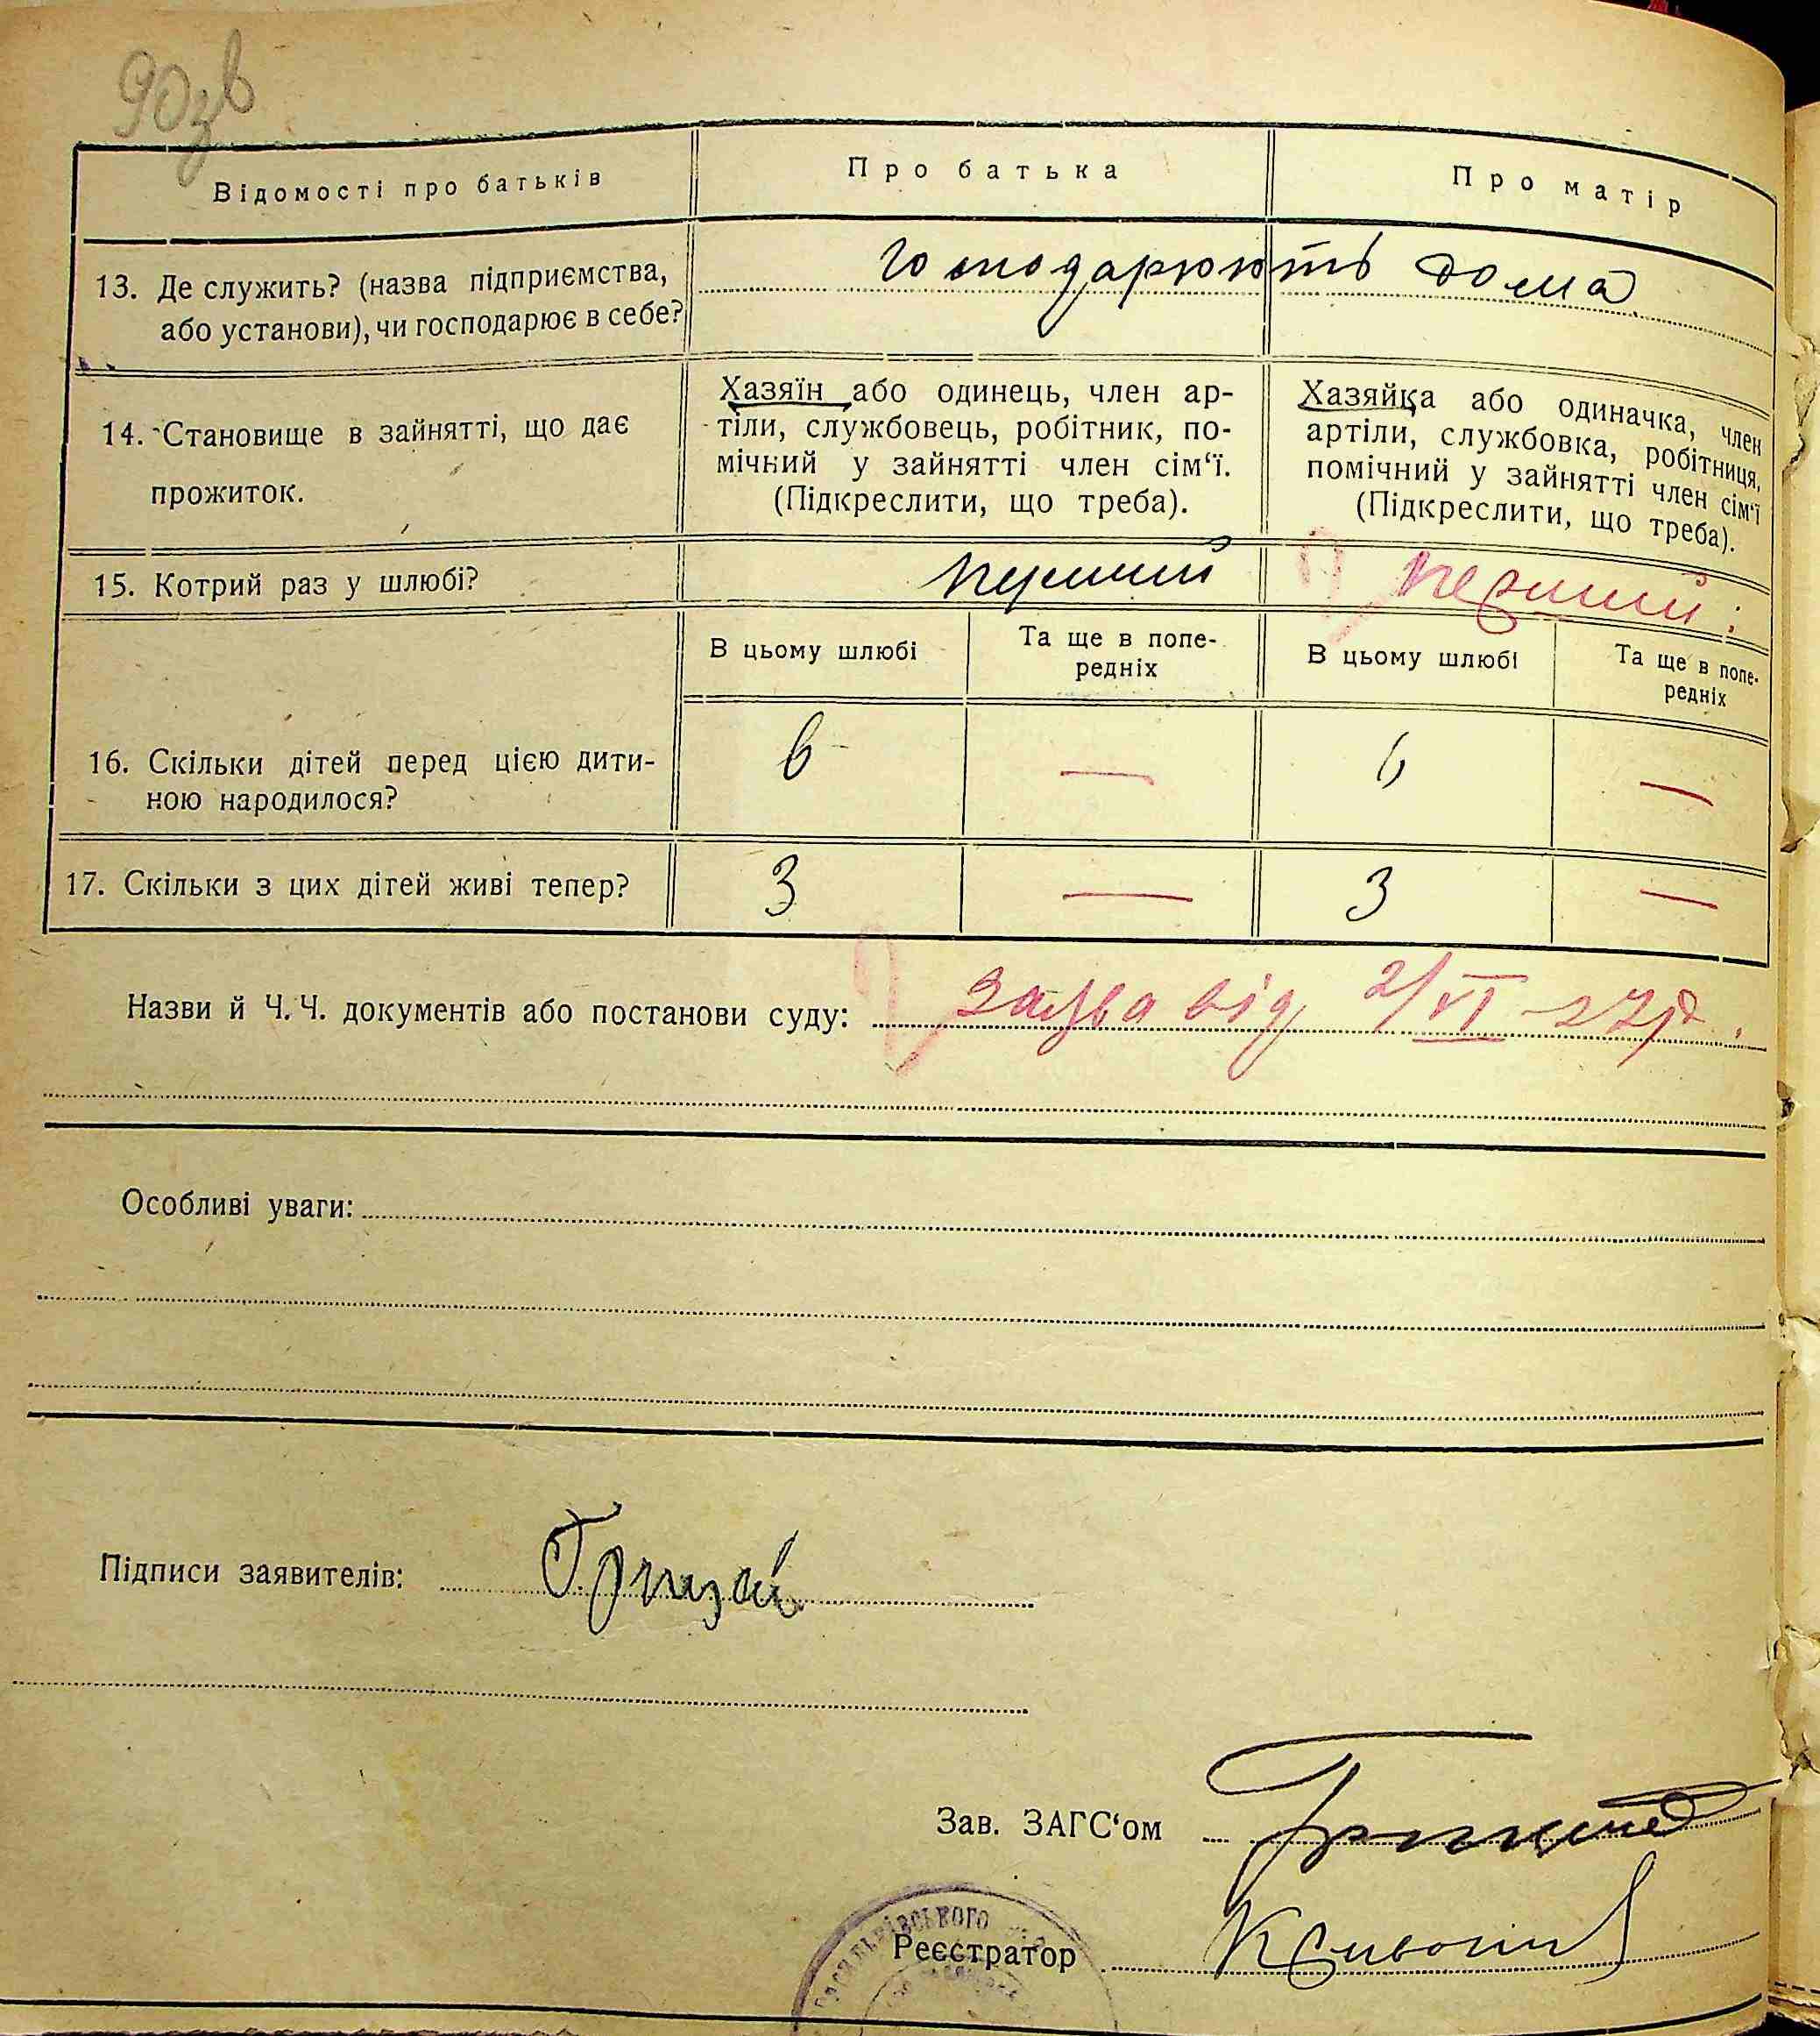 90зв
Відомості про батьків
Про батька
Про матір
13. Де служить? (назва підприємства,
або установи), чи господарює в себе?
господарюють дома
14. Становище в зайнятті, що дає
прожиток.
Хазяїн або одинець, член ар-
тіли, службовець, робітник, по-
мічний у зайнятті член сім‘ї.
(Підкреслити, що треба).
Хазяйка або одиначка, член
артіли, службовка, робітниця,
помічний у зайнятті член сім‘ї
(Підкреслити, що треба).
15. Котрий раз у шлюбі?
перший
перший
В цьому шлюбі
Та ще в попе-
редніх
В цьому шлюбі
Та ще в попе-
редніх
16. Скільки дітей перед цією дити-
ною народилося?
6 — 6 —
17. Скільки з цих дітей живі тепер?
3 — 3 —
Назви й Ч. Ч. документів або постанови суду: заява від 2/VI 27р.
Особливі уваги:
Підписи заявителів:
Зав. ЗАГС‘ом
Реєстратор